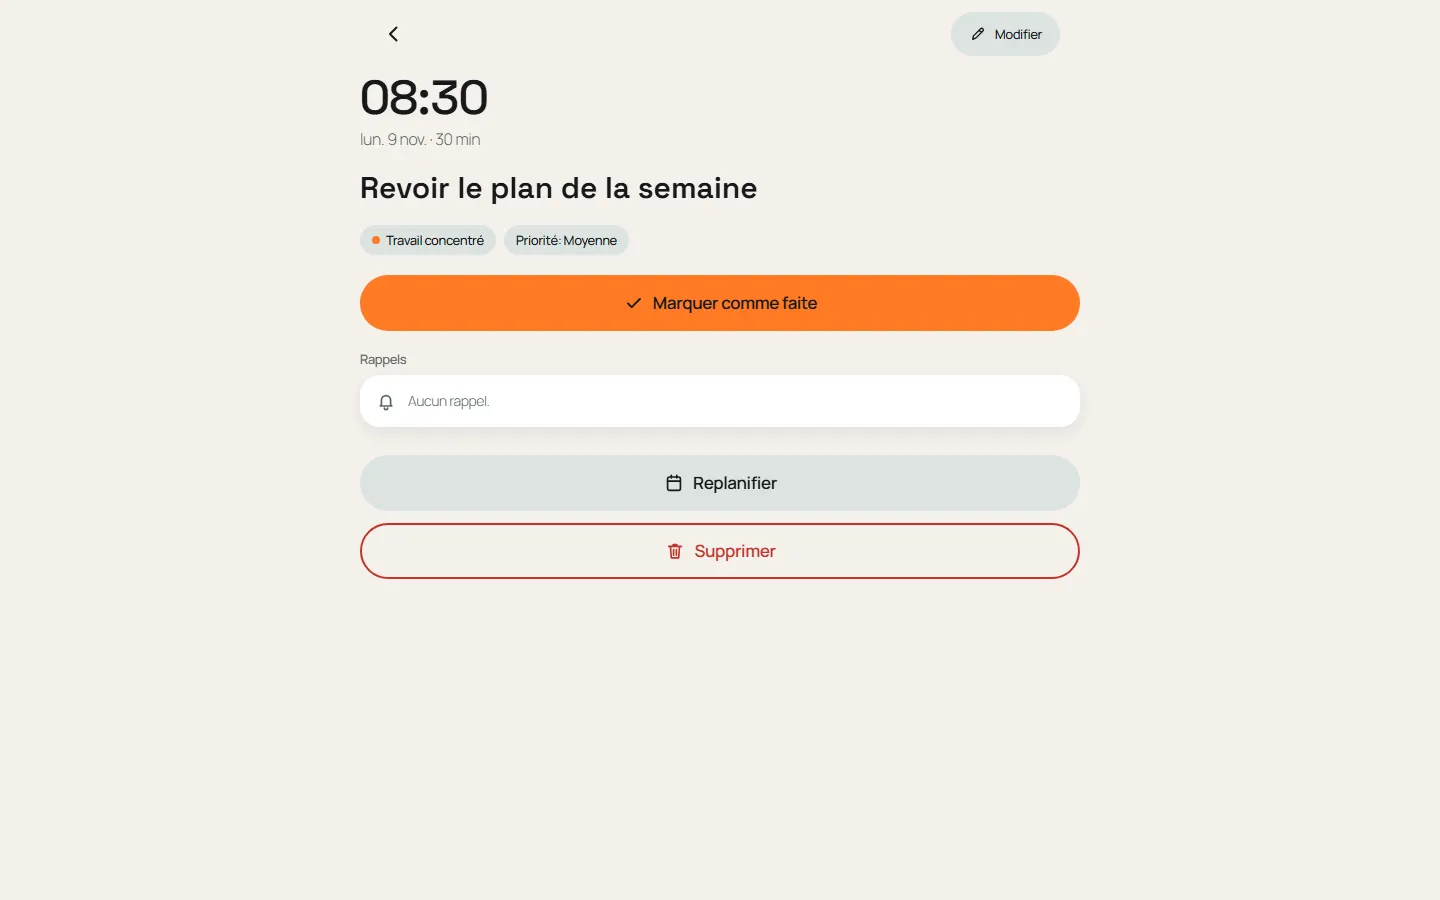 Modifier
08:30
lun. 9 nov. · 30 min
Revoir le plan de la semaine
Travail concentré
Priorité: Moyenne
Marquer comme faite
Rappels
Aucun rappel.
Replanifier
Supprimer